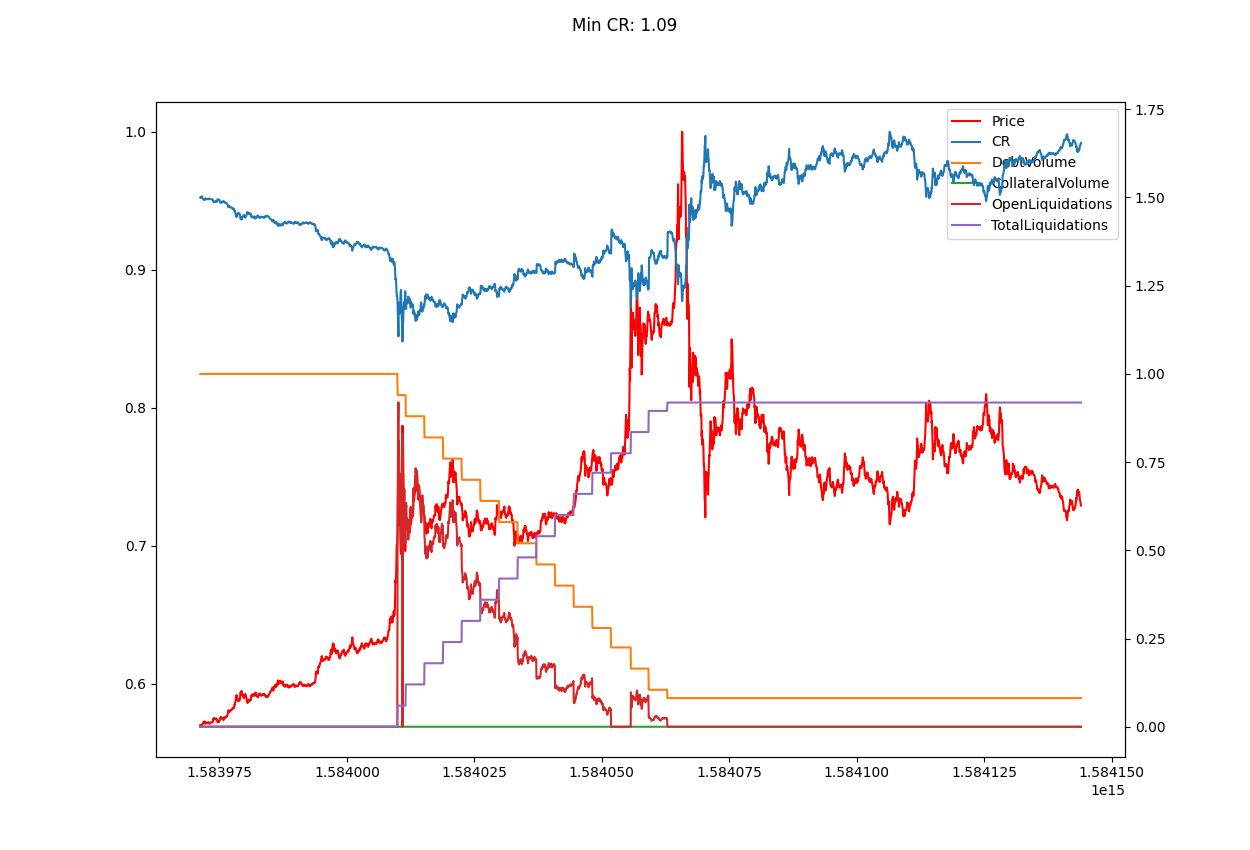 Min CR: 1.09
1.0
0.9
0.8
0.7
0.6
1.75
1.50
1.25
1.00
0.75
0.50
0.25
0.00
Price
CR
DebtVolume
CollateralVolume
OpenLiquidations
TotalLiquidations
1.583975 1.584000 1.584025 1.584050 1.584075 1.584100 1.584125 1.584150
1e15